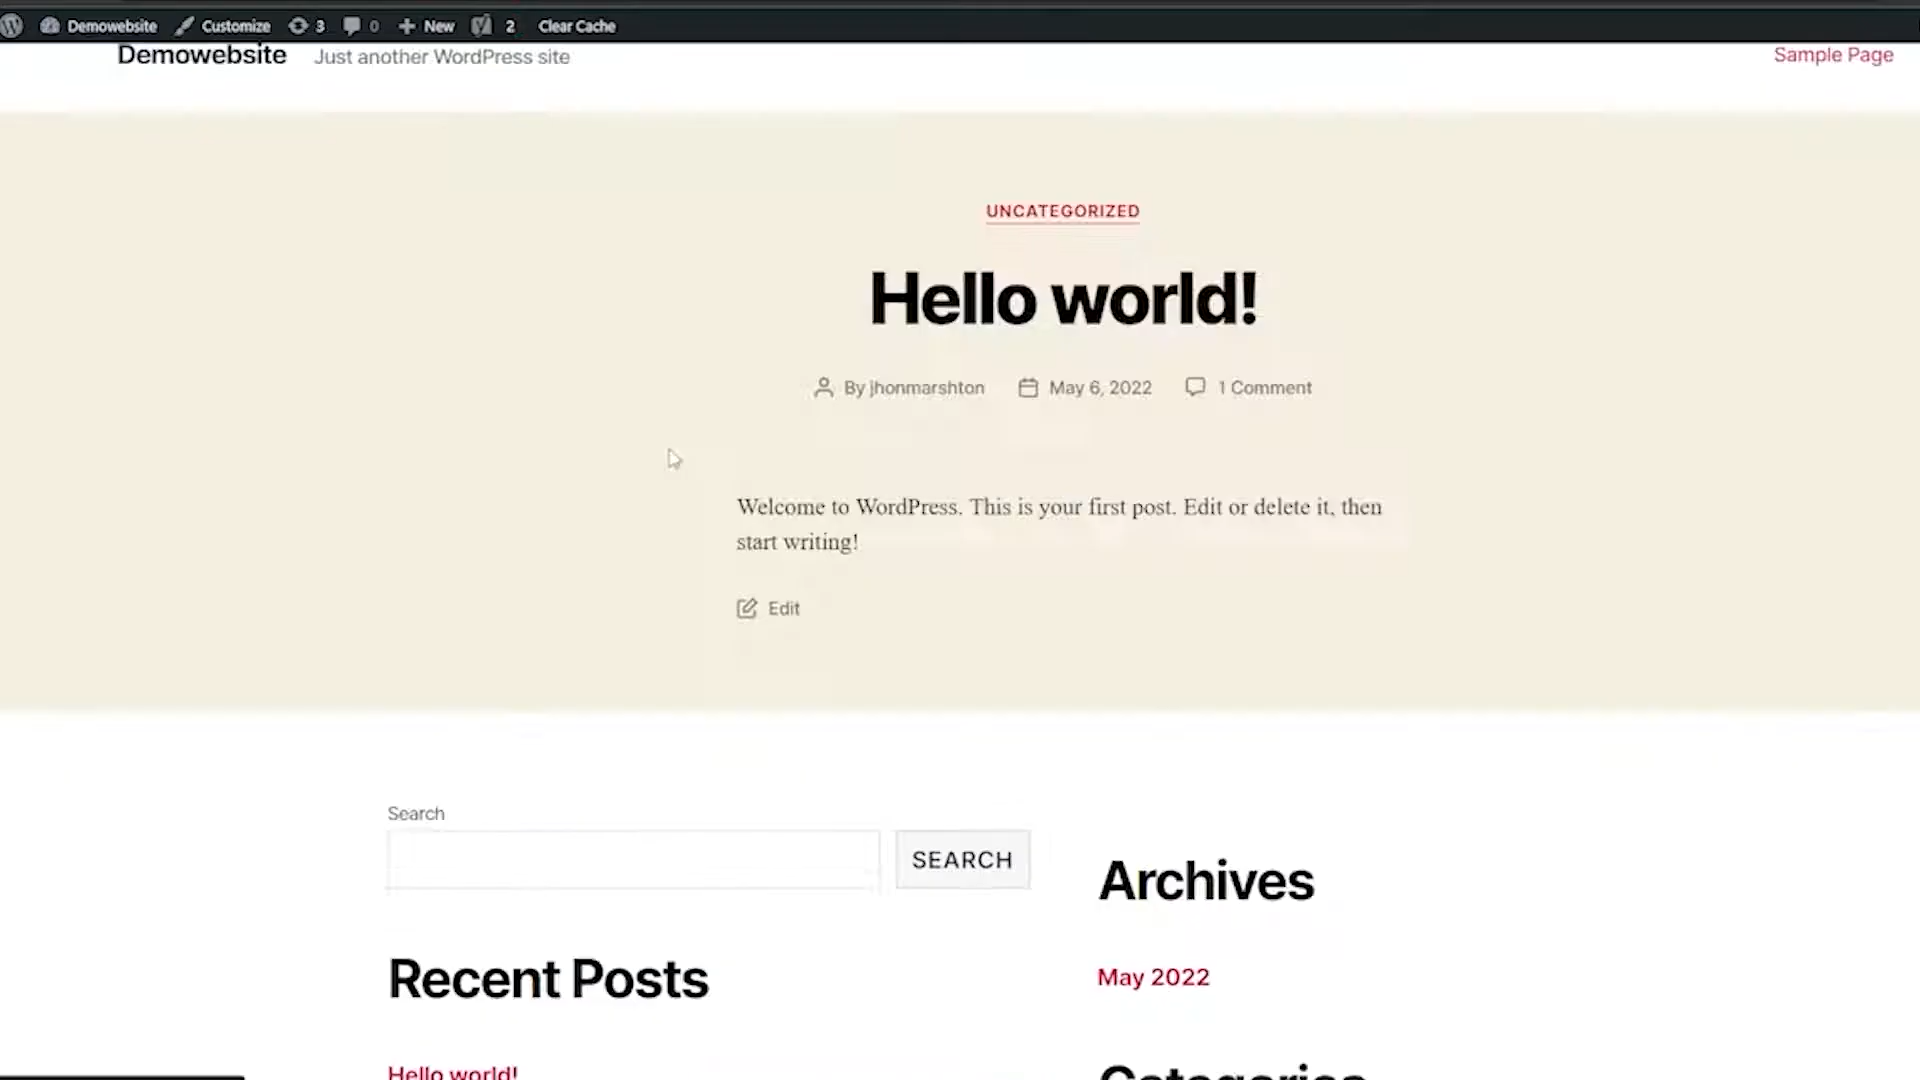 Demowebsite Customize 3 0 New 2 Clear Cache
Demowebsite Just another WordPress site Sample Page
UNCATEGORIZED
Hello world!
By jhonmarshton May 6, 2022 1 Comment
Welcome to WordPress. This is your first post. Edit or delete it, then
start writing!
Edit
Search
SEARCH
Archives
Recent Posts
May 2022
Hello world!
Categories